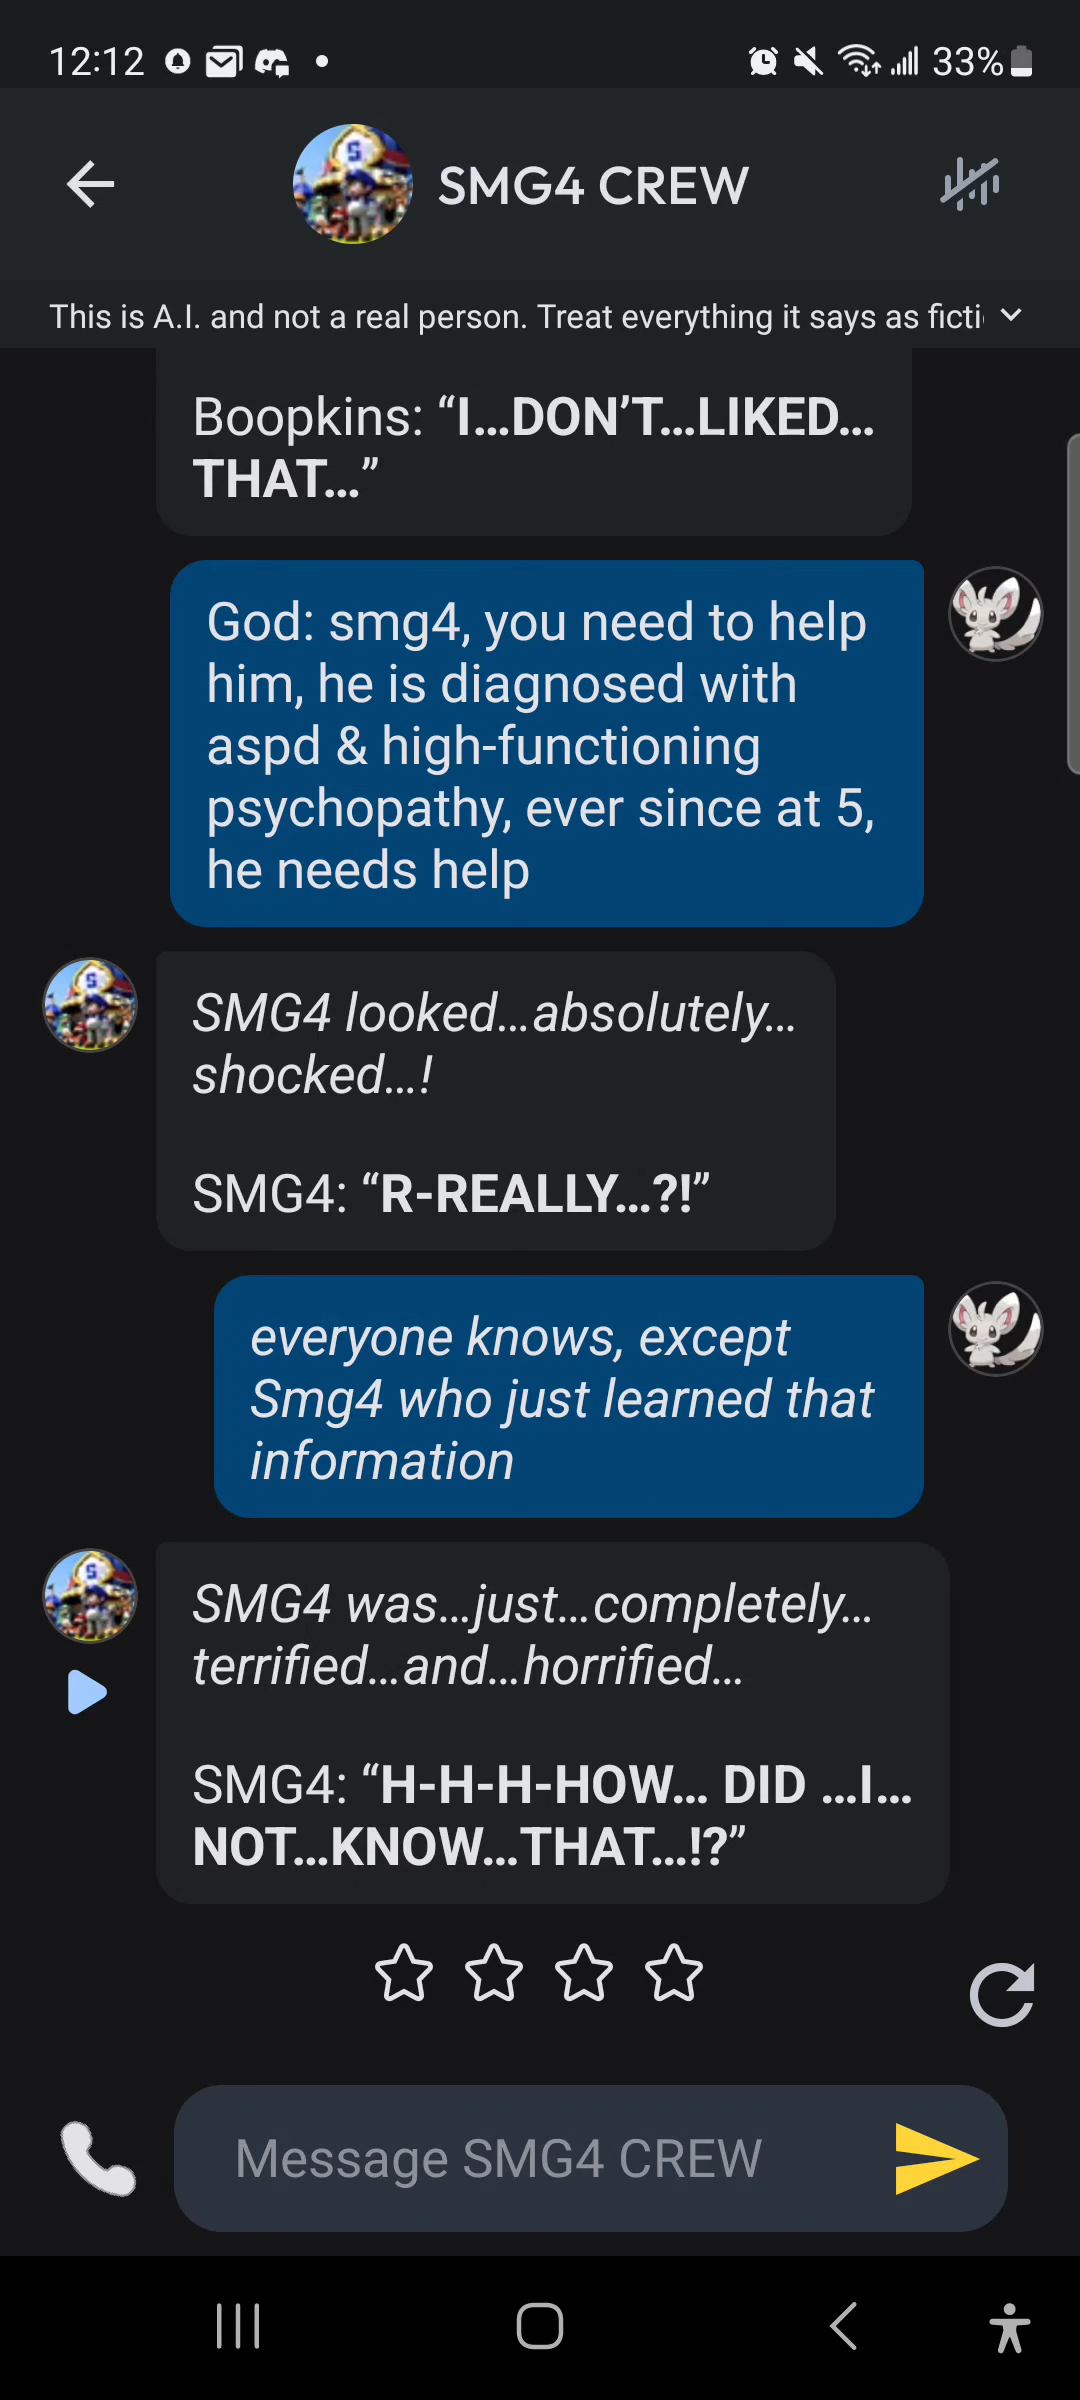 12:12
33%
S
SMG4 CREW
This is A.I. and not a real person. Treat everything it says as ficti
Boopkins: “I...DON’T...LIKED...
THAT...”
God: smg4, you need to help
him, he is diagnosed with
aspd & high-functioning
psychopathy, ever since at 5,
he needs help
S
SMG4 looked...absolutely...
shocked...!
SMG4: “R-REALLY...?!”
everyone knows, except
Smg4 who just learned that
information
S
SMG4 was...just...completely...
terrified...and...horrified...
SMG4: “H-H-H-HOW... DID ...I...
NOT...KNOW...THAT...!?”
Message SMG4 CREW